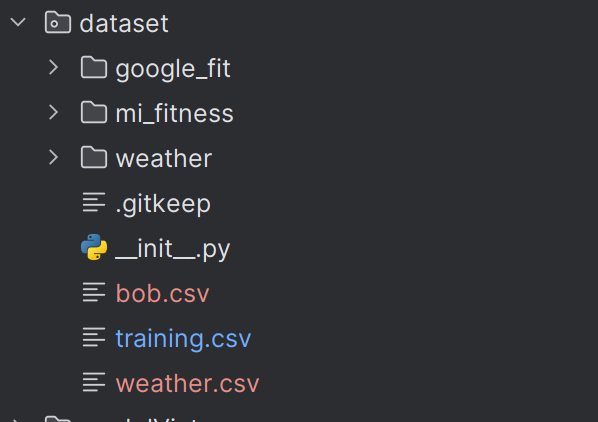 dataset
google_fit
mi_fitness
weather
.gitkeep
__init__.py
bob.csv
training.csv
weather.csv